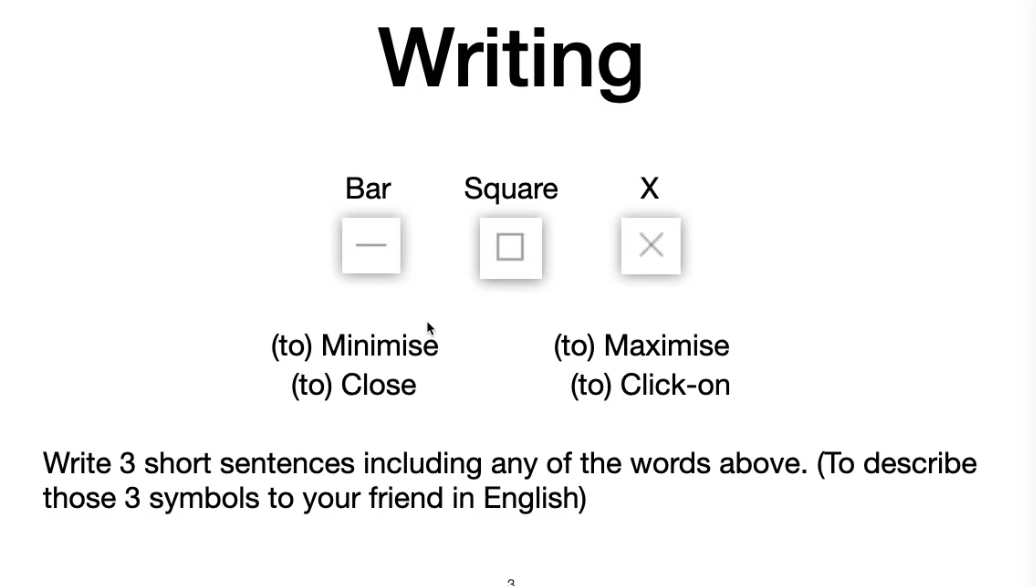 Writing
Bar Square X
(to) Minimise (to) Maximise
(to) Close (to) Click-on
Write 3 short sentences including any of the words above. (To describe
those 3 symbols to your friend in English)
3